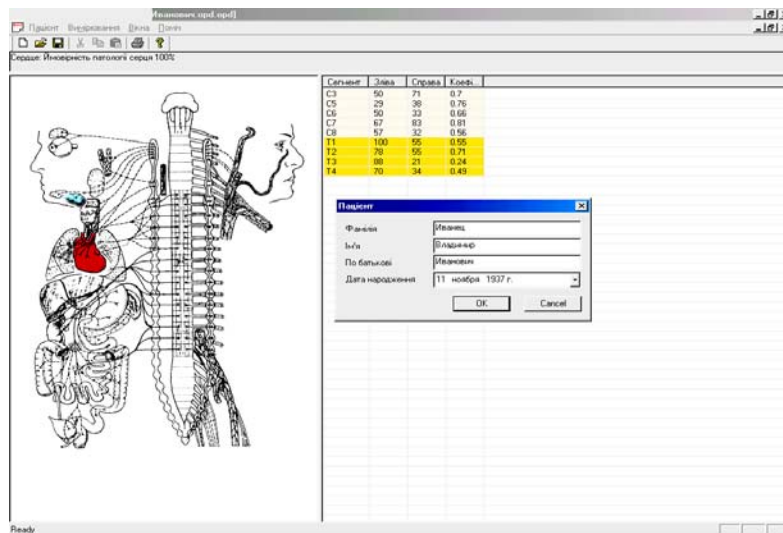 Иванович.opd.opd]
Пацієнт Вимірювання Вікна Помін
Сердце: Ймовірність патології серця 100%
Сегмент Зліва Справа Коефі...
C3 50 71 0.7
C5 29 38 0.76
C6 50 33 0.66
C7 67 83 0.81
C8 57 32 0.56
T1 100 55 0.55
T2 78 55 0.71
T3 88 21 0.24
T4 70 34 0.49
Пацієнт
Фамілія Иванец
Ім'я Владимир
По батькові Иванович
Дата народження 11 ноября 1937 г.
OK Cancel
Ready